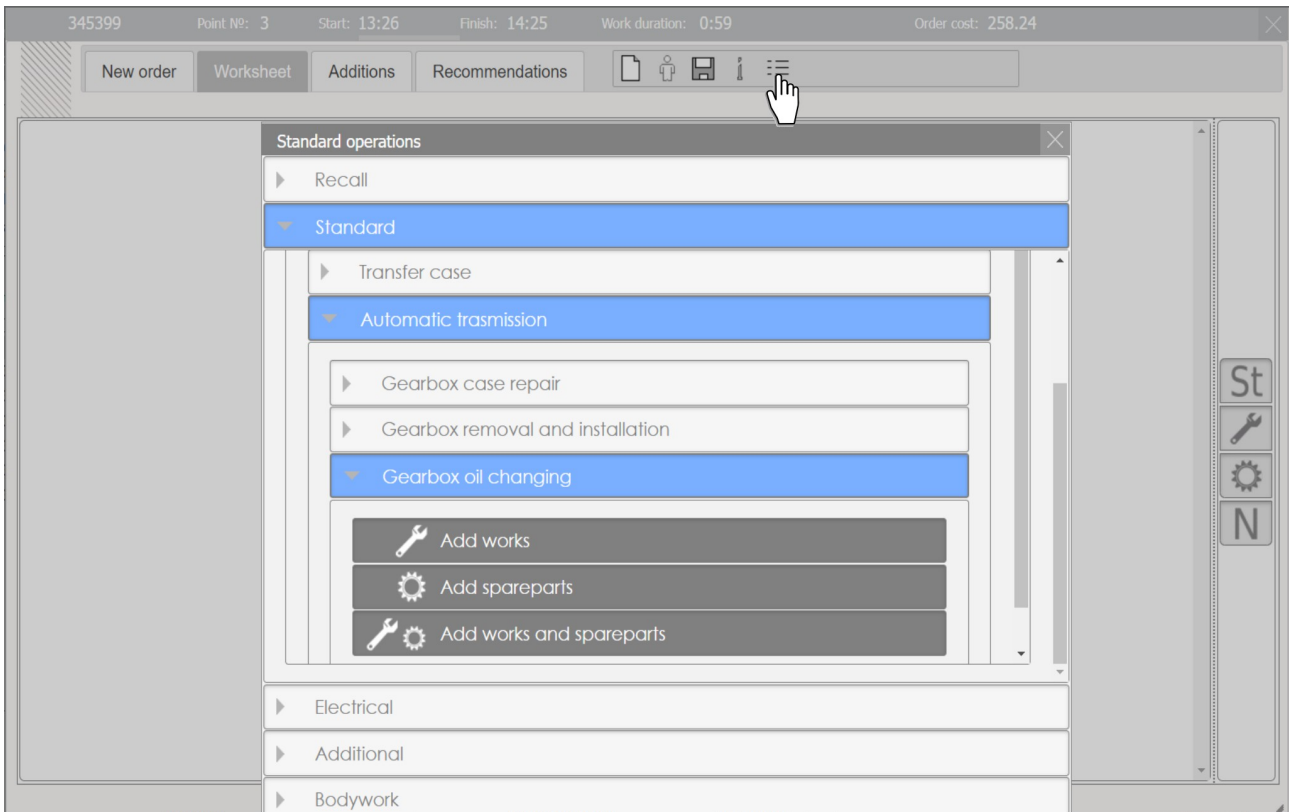 345399 Point Nº: 3 Start: 13:26 Finish: 14:25 Work duration: 0:59 Order cost: 258.24
New order Worksheet Additions Recommendations
Standard operations
Recall
Standard
Transfer case
Automatic trasmission
Gearbox case repair
Gearbox removal and installation
Gearbox oil changing
Add works
Add spareparts
Add works and spareparts
Electrical
Additional
Bodywork
St
N